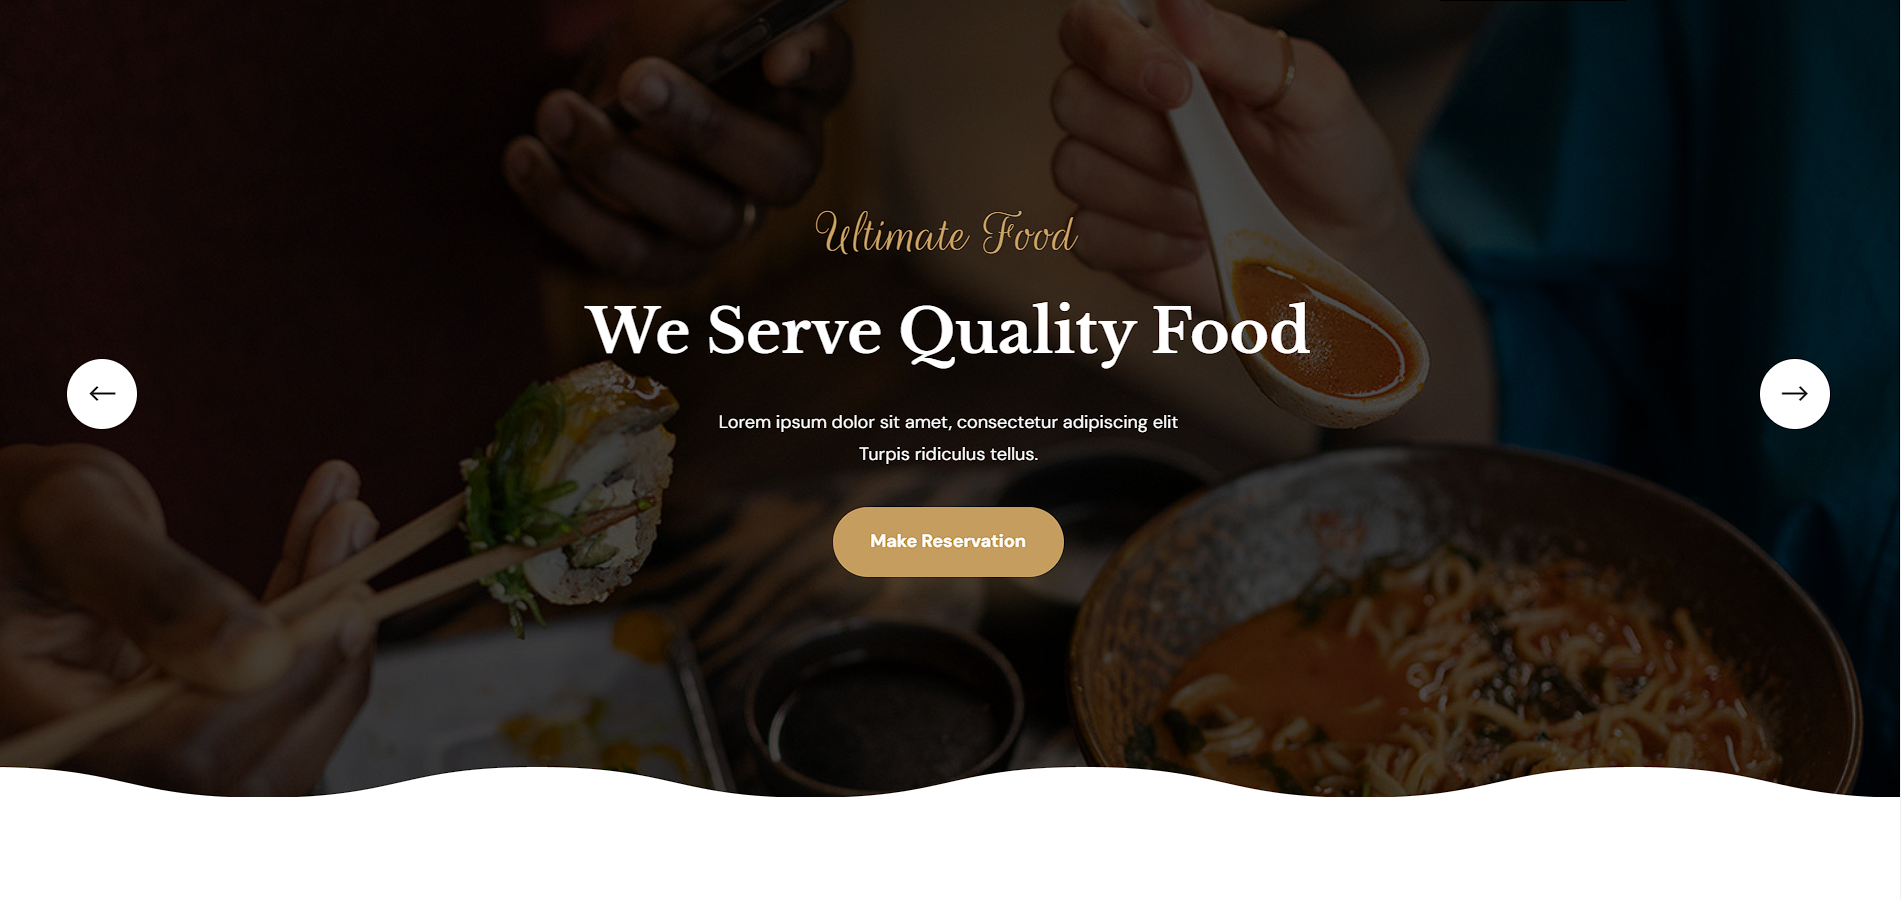 Ultimate Food
We Serve Quality Food
Lorem ipsum dolor sit amet, consectetur adipiscing elit
Turpis ridiculus tellus.
Make Reservation